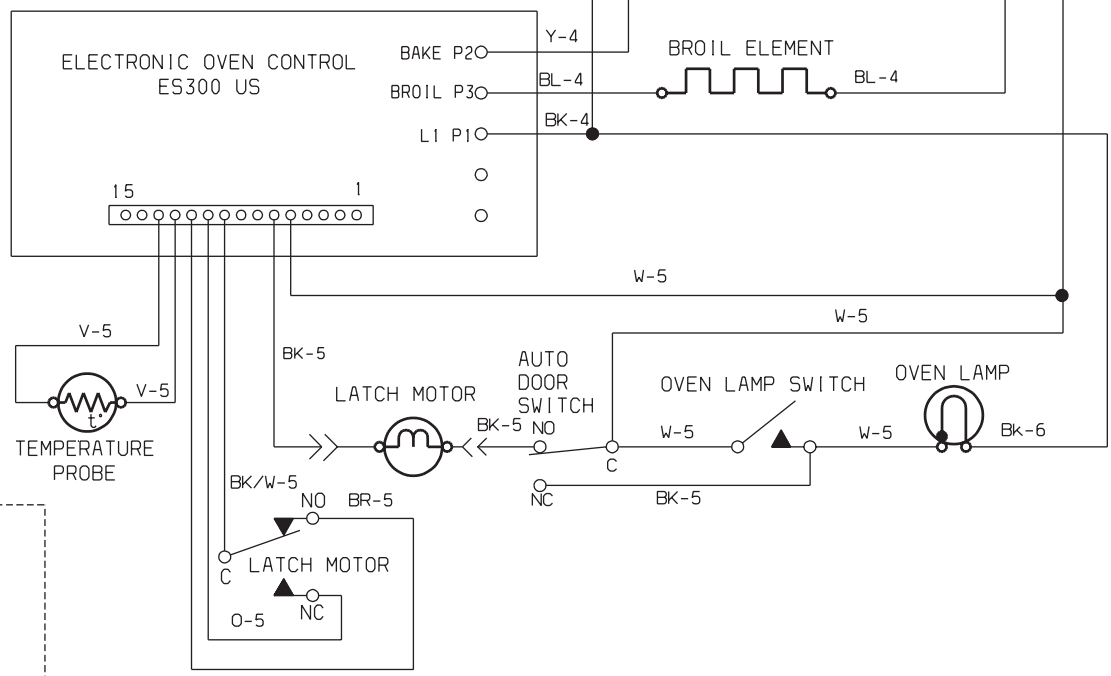 ELECTRONIC OVEN CONTROL
ES300 US
BAKE P2
Y-4
BROIL ELEMENT
BROIL P3
BL-4
BL-4
L1 P1
BK-4
15
1
W-5
W-5
V-5
V-5
t°
TEMPERATURE
PROBE
BK-5
LATCH MOTOR
BK-5
AUTO
DOOR
SWITCH
NO
C
NC
OVEN LAMP SWITCH
W-5
W-5
BK-5
OVEN LAMP
BK-6
BK/W-5
NO
BR-5
C
LATCH MOTOR
NC
O-5